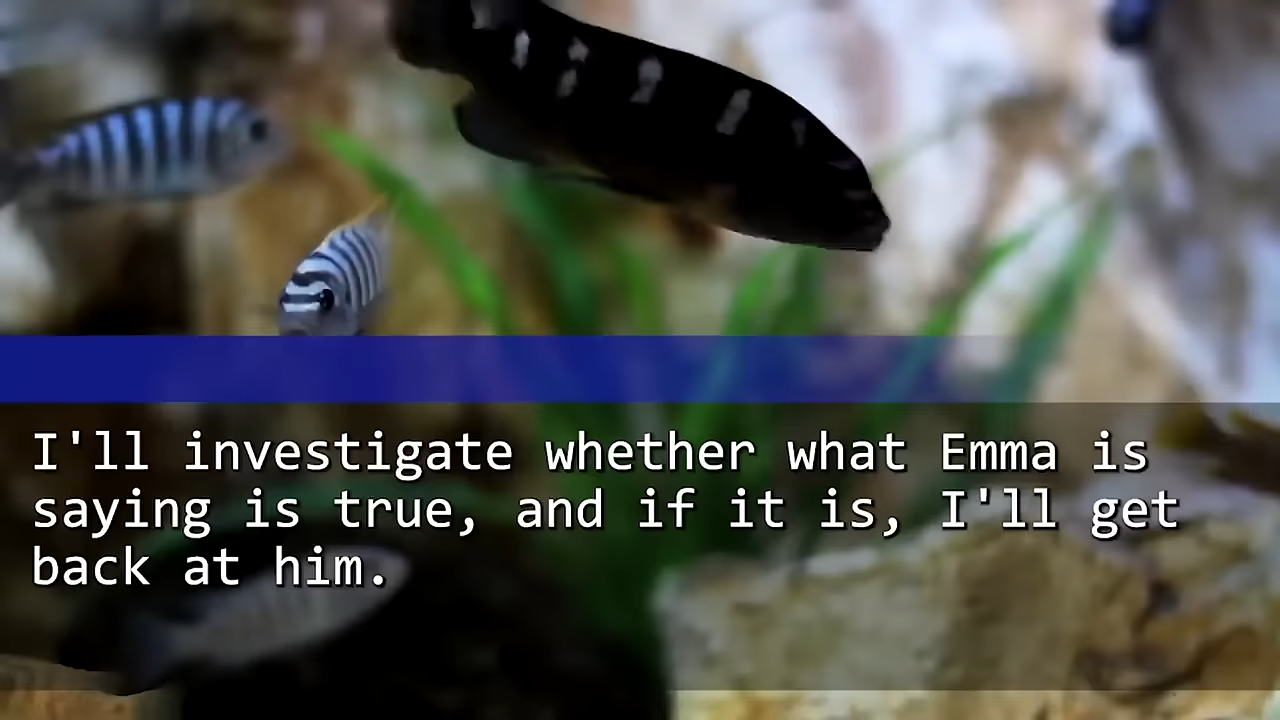 I'll investigate whether what Emma is
saying is true, and if it is, I'll get
back at him.